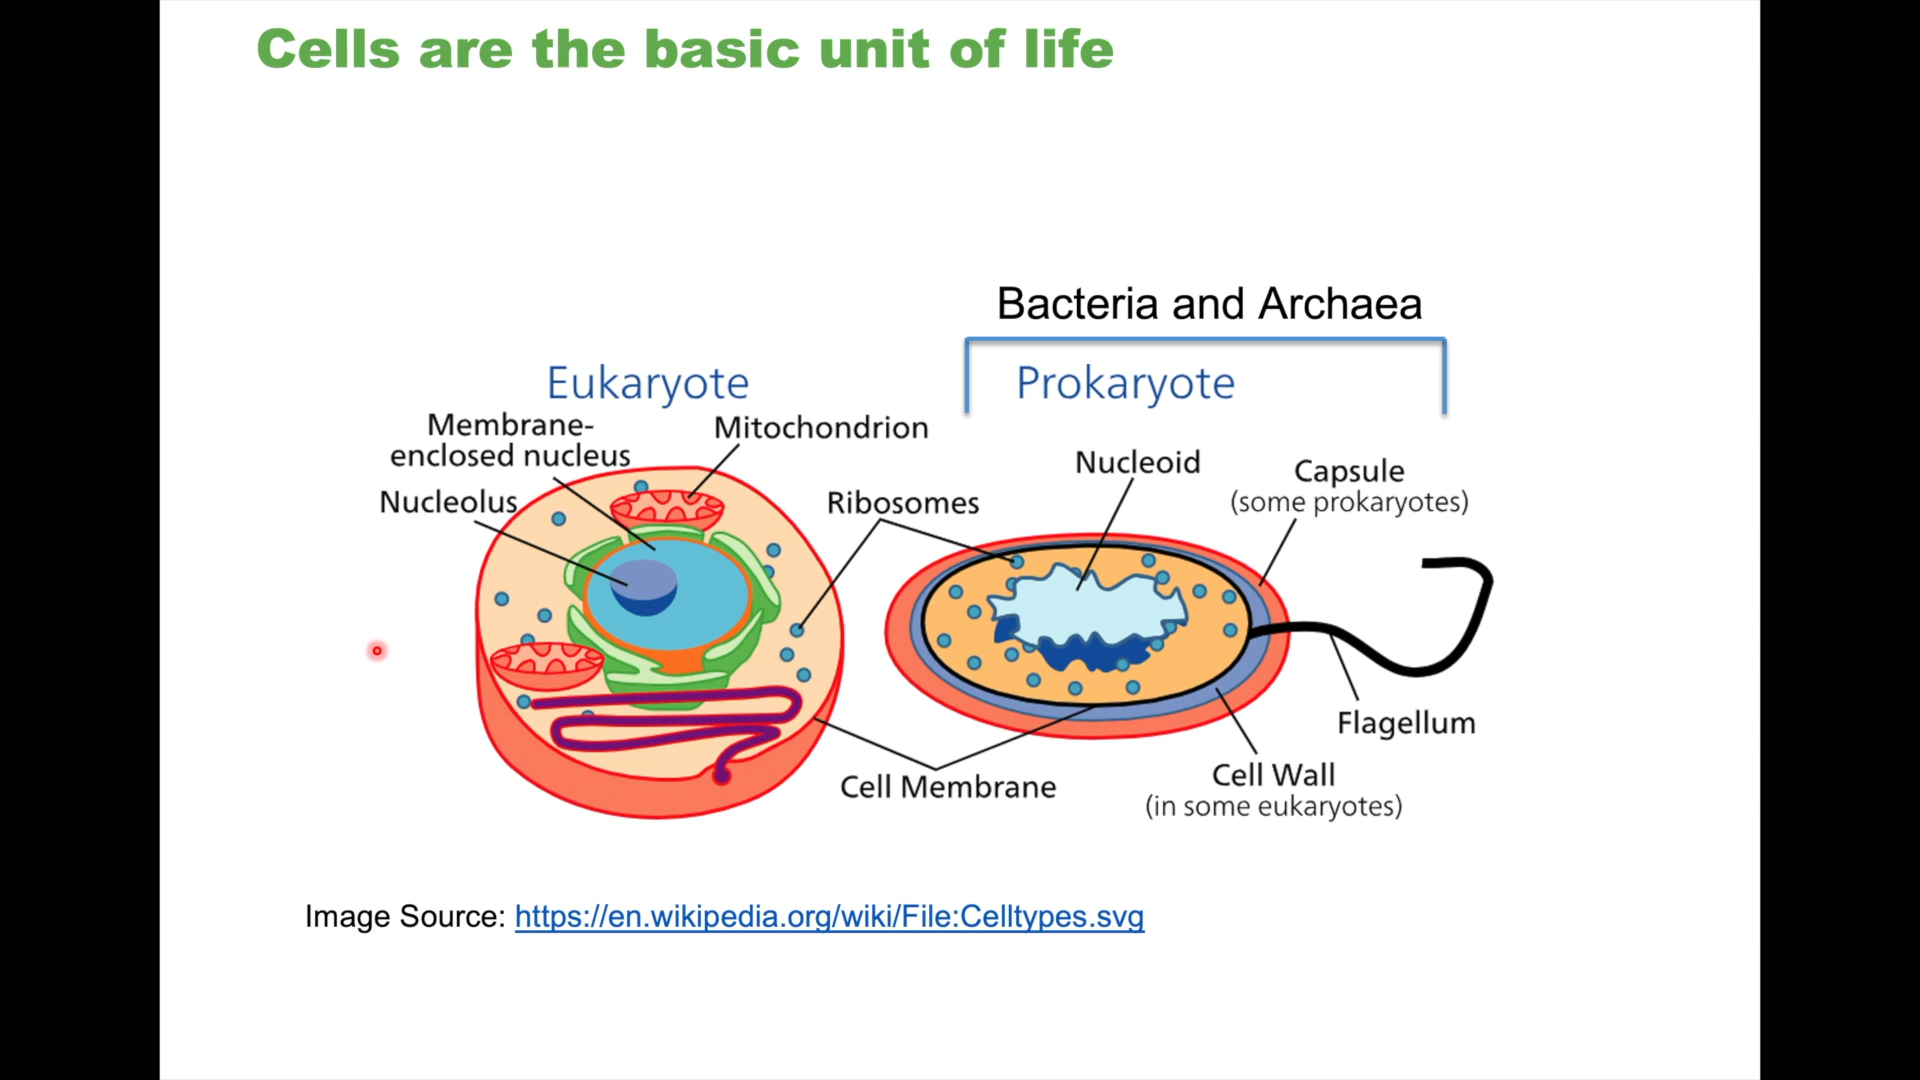 Cells are the basic unit of life
Bacteria and Archaea
Eukaryote
Prokaryote
Membrane-
enclosed nucleus
Mitochondrion
Nucleolus
Ribosomes
Nucleoid
Capsule
(some prokaryotes)
Flagellum
Cell Membrane
Cell Wall
(in some eukaryotes)
Image Source: https://en.wikipedia.org/wiki/File:Celltypes.svg